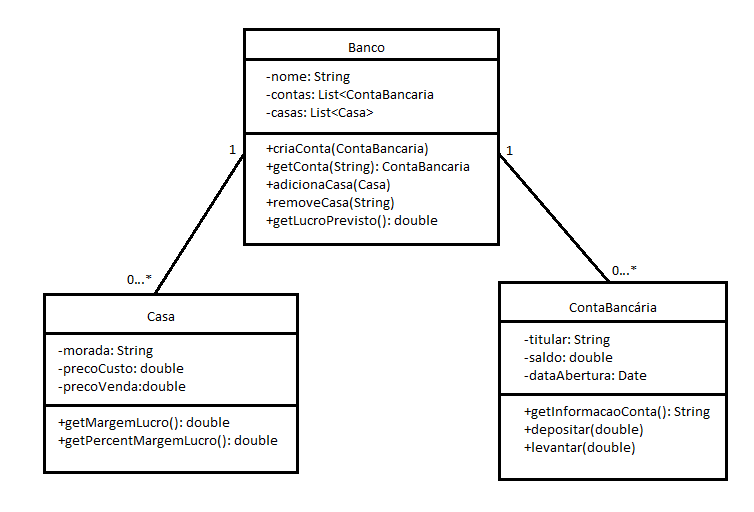 Banco
-nome: String
-contas: List<ContaBancaria
-casas: List<Casa>
+criaConta(ContaBancaria)
+getConta(String): ContaBancaria
+adicionaCasa(Casa)
+removeCasa(String)
+getLucroPrevisto(): double
1
1
0...*
0...*
Casa
-morada: String
-precoCusto: double
-precoVenda:double
+getMargemLucro(): double
+getPercentMargemLucro(): double
ContaBancária
-titular: String
-saldo: double
-dataAbertura: Date
+getInformacaoConta(): String
+depositar(double)
+levantar(double)